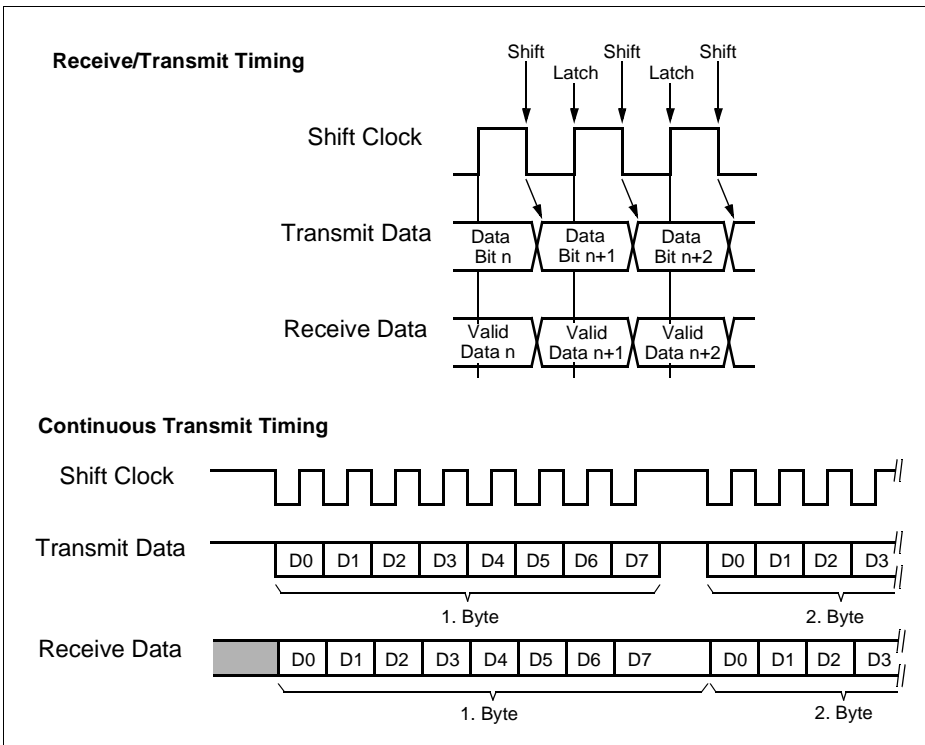 Receive/Transmit Timing
Shift Shift Shift
Latch Latch
Shift Clock
Transmit Data
Data Bit n
Data Bit n+1
Data Bit n+2
Receive Data
Valid Data n
Valid Data n+1
Valid Data n+2
Continuous Transmit Timing
Shift Clock
Transmit Data
D0 D1 D2 D3 D4 D5 D6 D7 D0 D1 D2 D3
1. Byte 2. Byte
Receive Data
D0 D1 D2 D3 D4 D5 D6 D7 D0 D1 D2 D3
1. Byte 2. Byte